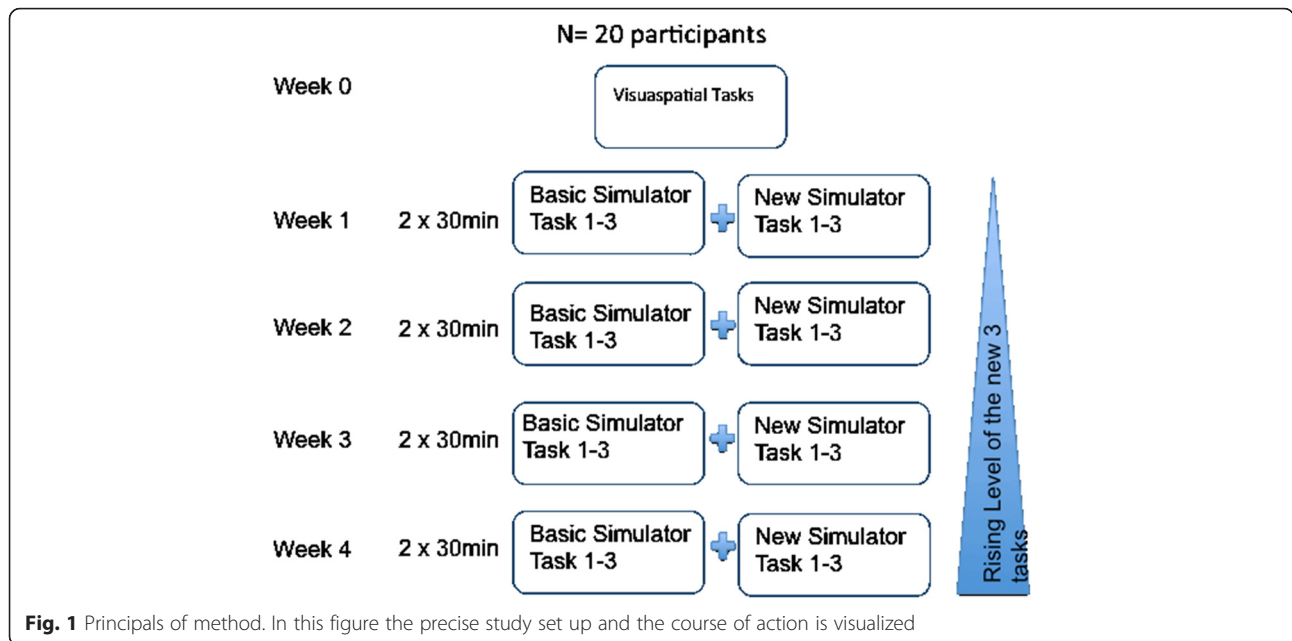 N= 20 participants
Week 0
Visuaspatial Tasks
Week 1
2 x 30min
Basic Simulator
Task 1-3
New Simulator
Task 1-3
Week 2
2 x 30min
Basic Simulator
Task 1-3
New Simulator
Task 1-3
Week 3
2 x 30min
Basic Simulator
Task 1-3
New Simulator
Task 1-3
Week 4
2 x 30min
Basic Simulator
Task 1-3
New Simulator
Task 1-3
Rising Level of the new 3
tasks
Fig. 1 Principals of method. In this figure the precise study set up and the course of action is visualized